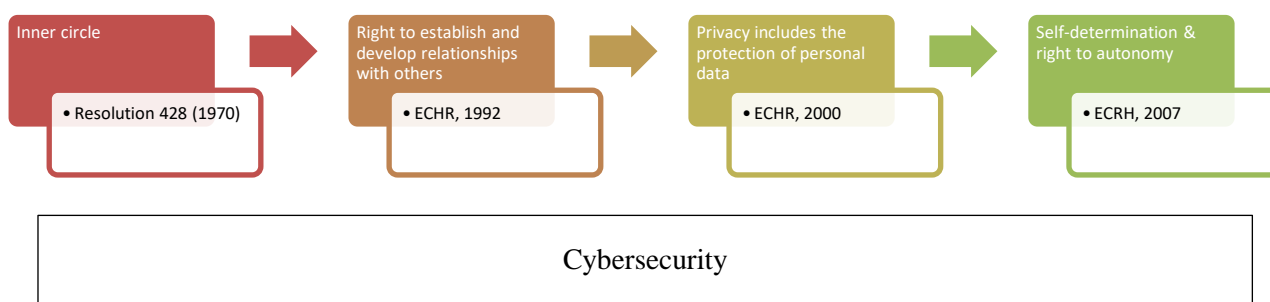 Inner circle
• Resolution 428 (1970)
Right to establish and
develop relationships
with others
• ECHR, 1992
Privacy includes the
protection of personal
data
• ECHR, 2000
Self-determination &
right to autonomy
• ECRH, 2007
Cybersecurity